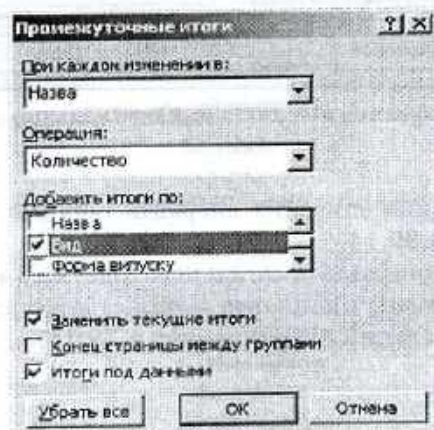 Промежуточные итоги
При каждом изменении в:
Назва
Операция:
Количество
Добавить итоги по:
Назва
Вид
Форма випуску
Заменить текущие итоги
Конец страницы между группами
Итоги под данными
Убрать все
ОК
Отмена